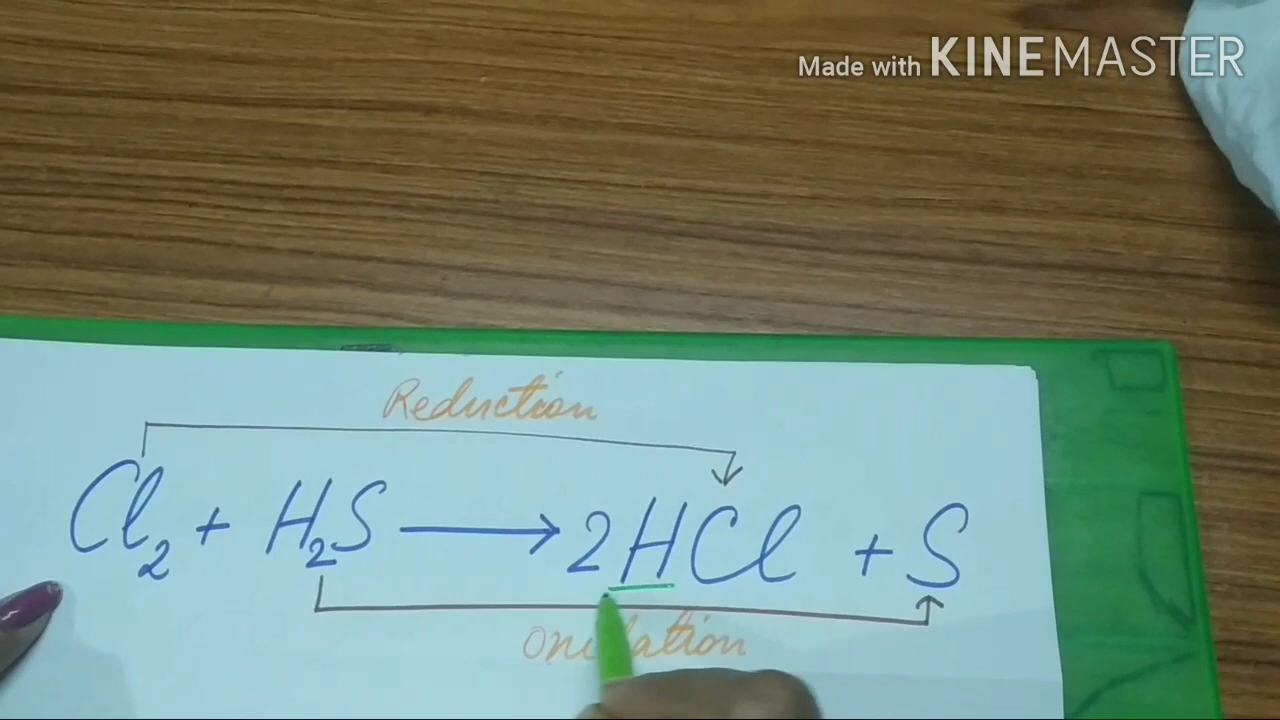 Made with KINEMASTER
Reduction
Cl₂ + H₂S → 2HCl + S